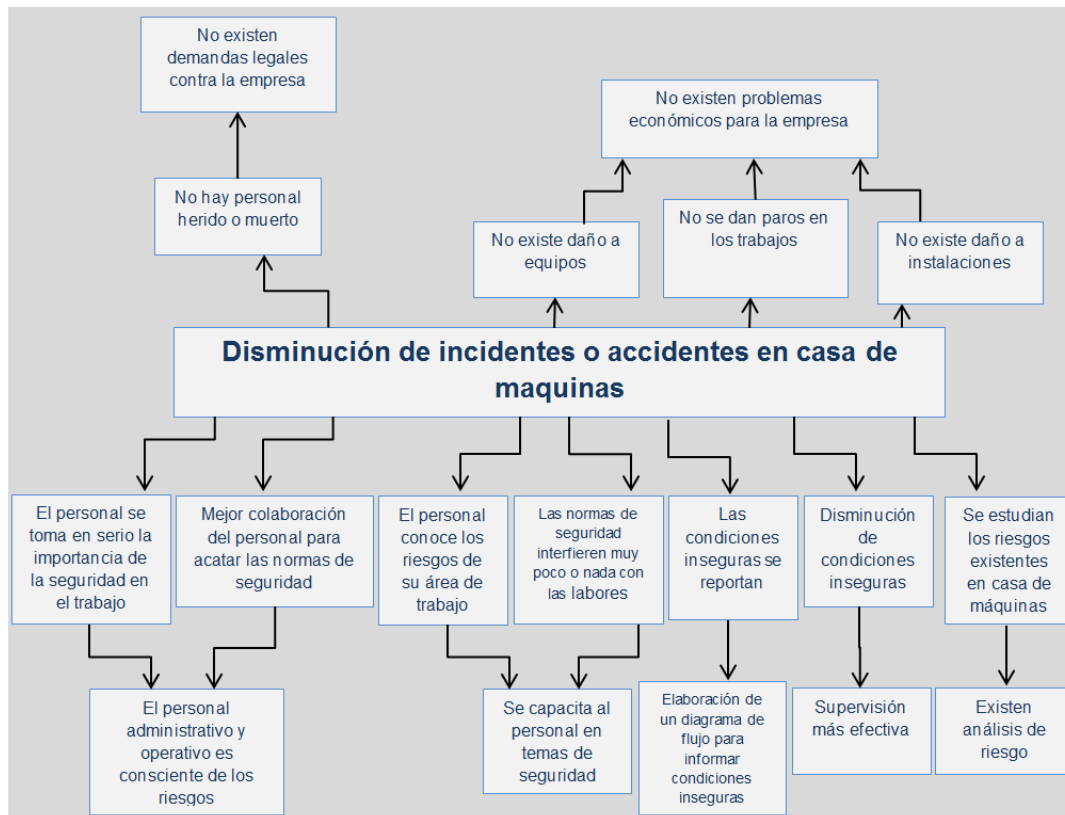 No existen
demandas legales
contra la empresa
No existen problemas
económicos para la empresa
No hay personal
herido o muerto
No existe daño a
equipos
No se dan paros en
los trabajos
No existe daño a
instalaciones
Disminución de incidentes o accidentes en casa de
maquinas
El personal se
toma en serio la
importancia de
la seguridad en
el trabajo
Mejor colaboración
del personal para
acatar las normas de
seguridad
El personal
conoce los
riesgos de
su área de
trabajo
Las normas de
seguridad
interfieren muy
poco o nada con
las labores
Las
condiciones
inseguras se
reportan
Disminución
de
condiciones
inseguras
Se estudian
los riesgos
existentes
en casa de
máquinas
El personal
administrativo y
operativo es
consciente de los
riesgos
Se capacita al
personal en
temas de
seguridad
Elaboración de
un diagrama de
flujo para
informar
condiciones
inseguras
Supervisión
más efectiva
Existen
análisis de
riesgo